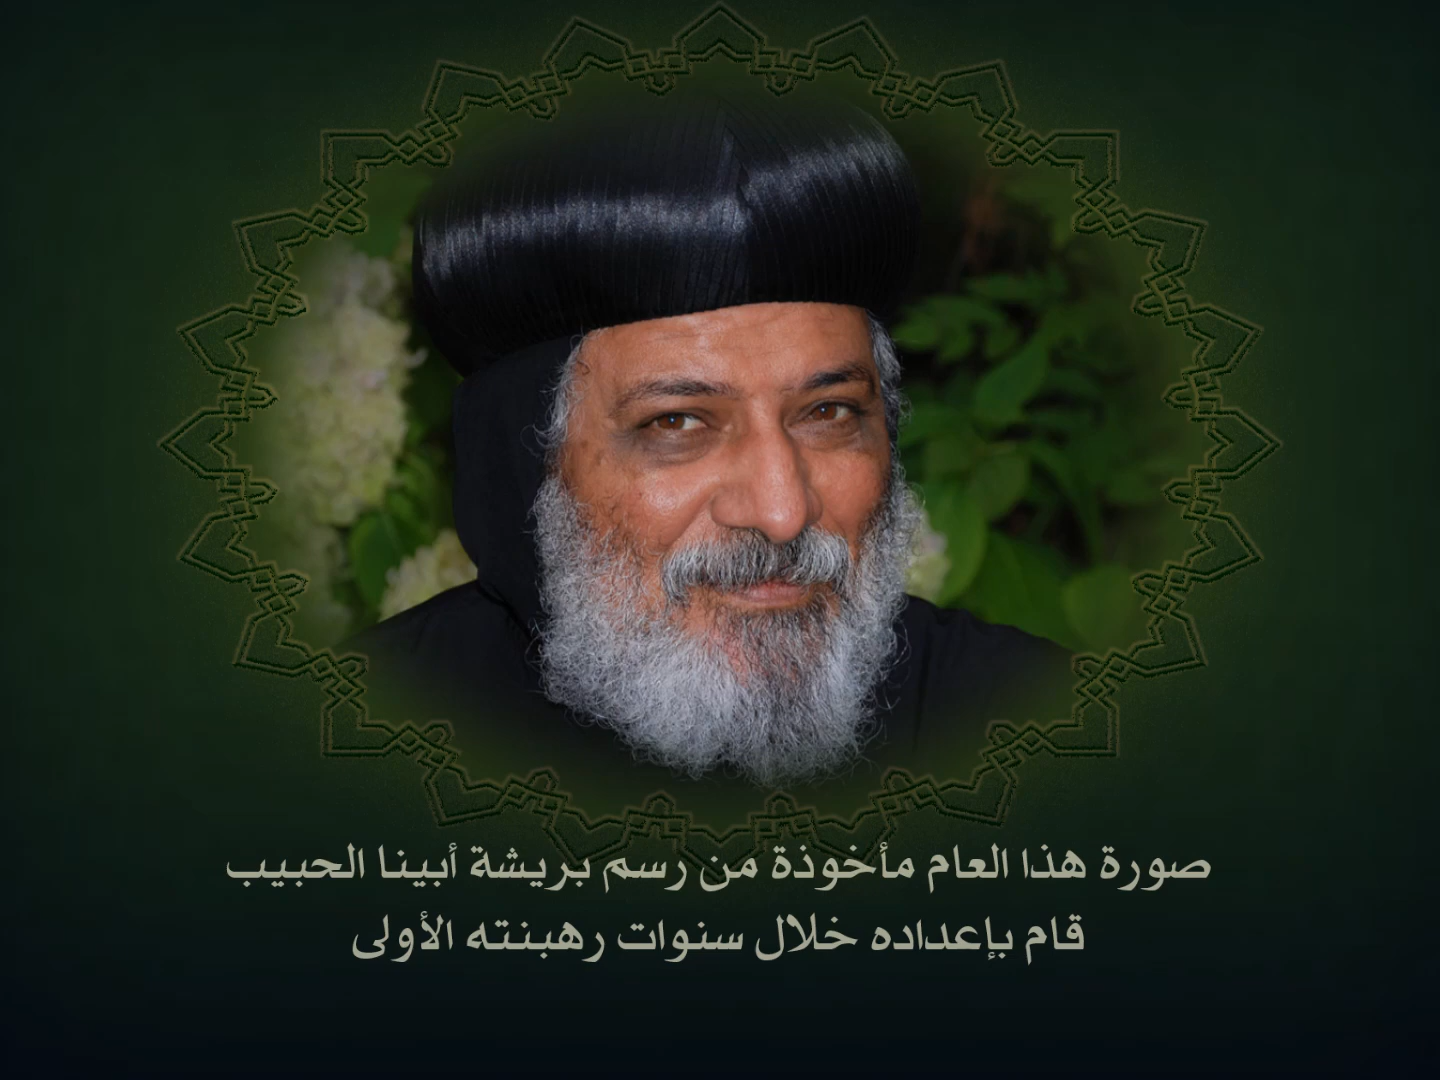 صورة هذا العام مأخوذة من رسم بريشة أبينا الحبيب
قام بإعداده خلال سنوات رهبنته الأولى